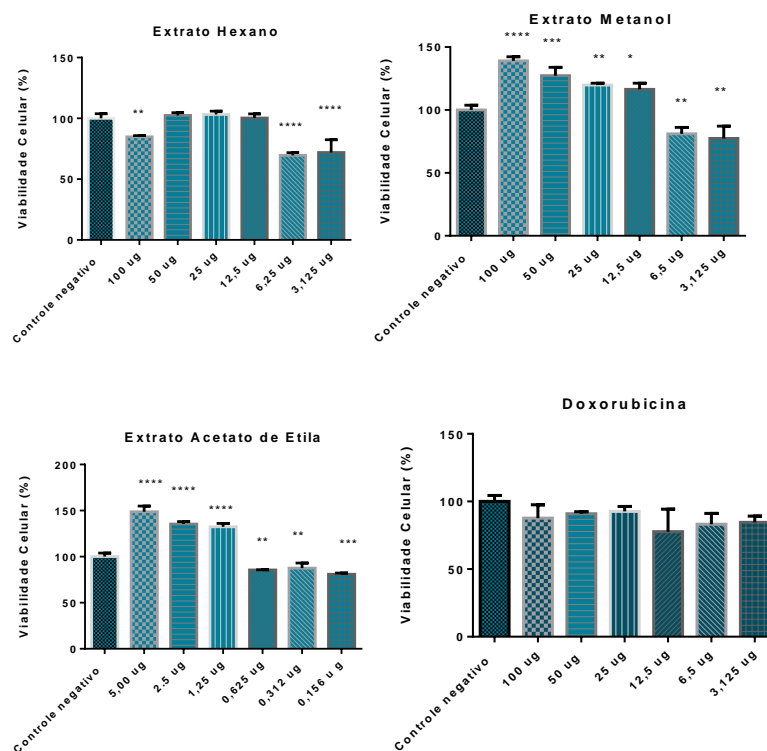 Extrato Hexano
Viabilidade Celular (%)
150
100
50
0
**
****
****
Controle negativo
100 ug
50 ug
25 ug
12,5 ug
6,25 ug
3,125 ug
Extrato Metanol
Viabilidade Celular (%)
150
100
50
0
****
***
**
*
**
**
Controle negativo
100 ug
50 ug
25 ug
12,5 ug
6,5 ug
3,125 ug
Extrato Acetato de Etila
Viabilidade Celular (%)
200
150
100
50
0
****
****
****
**
**
***
Controle negativo
5,00 ug
2.5 ug
1,25 ug
0,625 ug
0,312 ug
0,156 ug
Doxorubicina
Viabilidade Celular (%)
150
100
50
0
Controle negativo
100 ug
50 ug
25 ug
12,5 ug
6,5 ug
3,125 ug